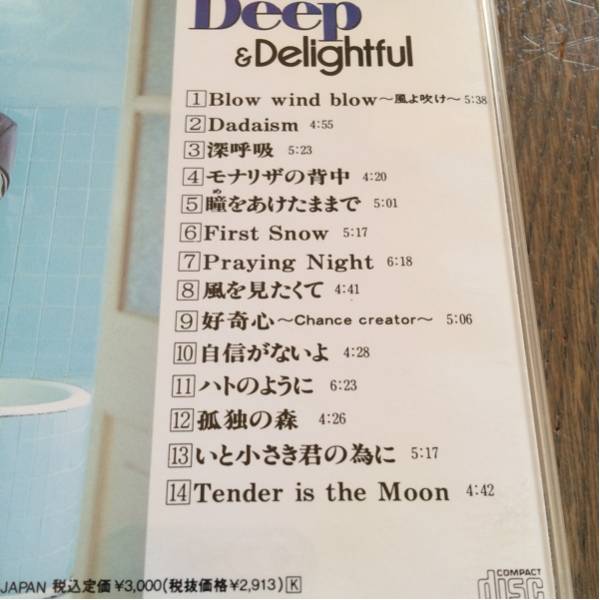 Deep
&Delightful
1 Blow wind blow～風よ吹け～ 5:38
2 Dadaism 4:55
3 深呼吸 5:23
4 モナリザの背中 4:20
め
5 瞳をあけたままで 5:01
6 First Snow 5:17
7 Praying Night 6:18
8 風を見たくて 4:41
9 好奇心～Chance creator～ 5:06
10 自信がないよ 4:28
11 ハトのように 6:23
12 孤独の森 4:26
13 いと小さき君の為に 5:17
14 Tender is the Moon 4:42
JAPAN 税込定価¥3,000(税抜価格¥2,913) K
COMPACT
disc